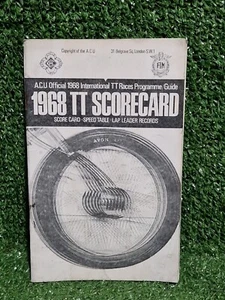 Copyright of the A.C.U
31 Belgrave Sq. London S.W.1
A.C.U Official 1968 International TT Races Programme/Guide
1968 TT SCORECARD
SCORE CARD · SPEED TABLE · LAP LEADER RECORDS
FIM
AVON